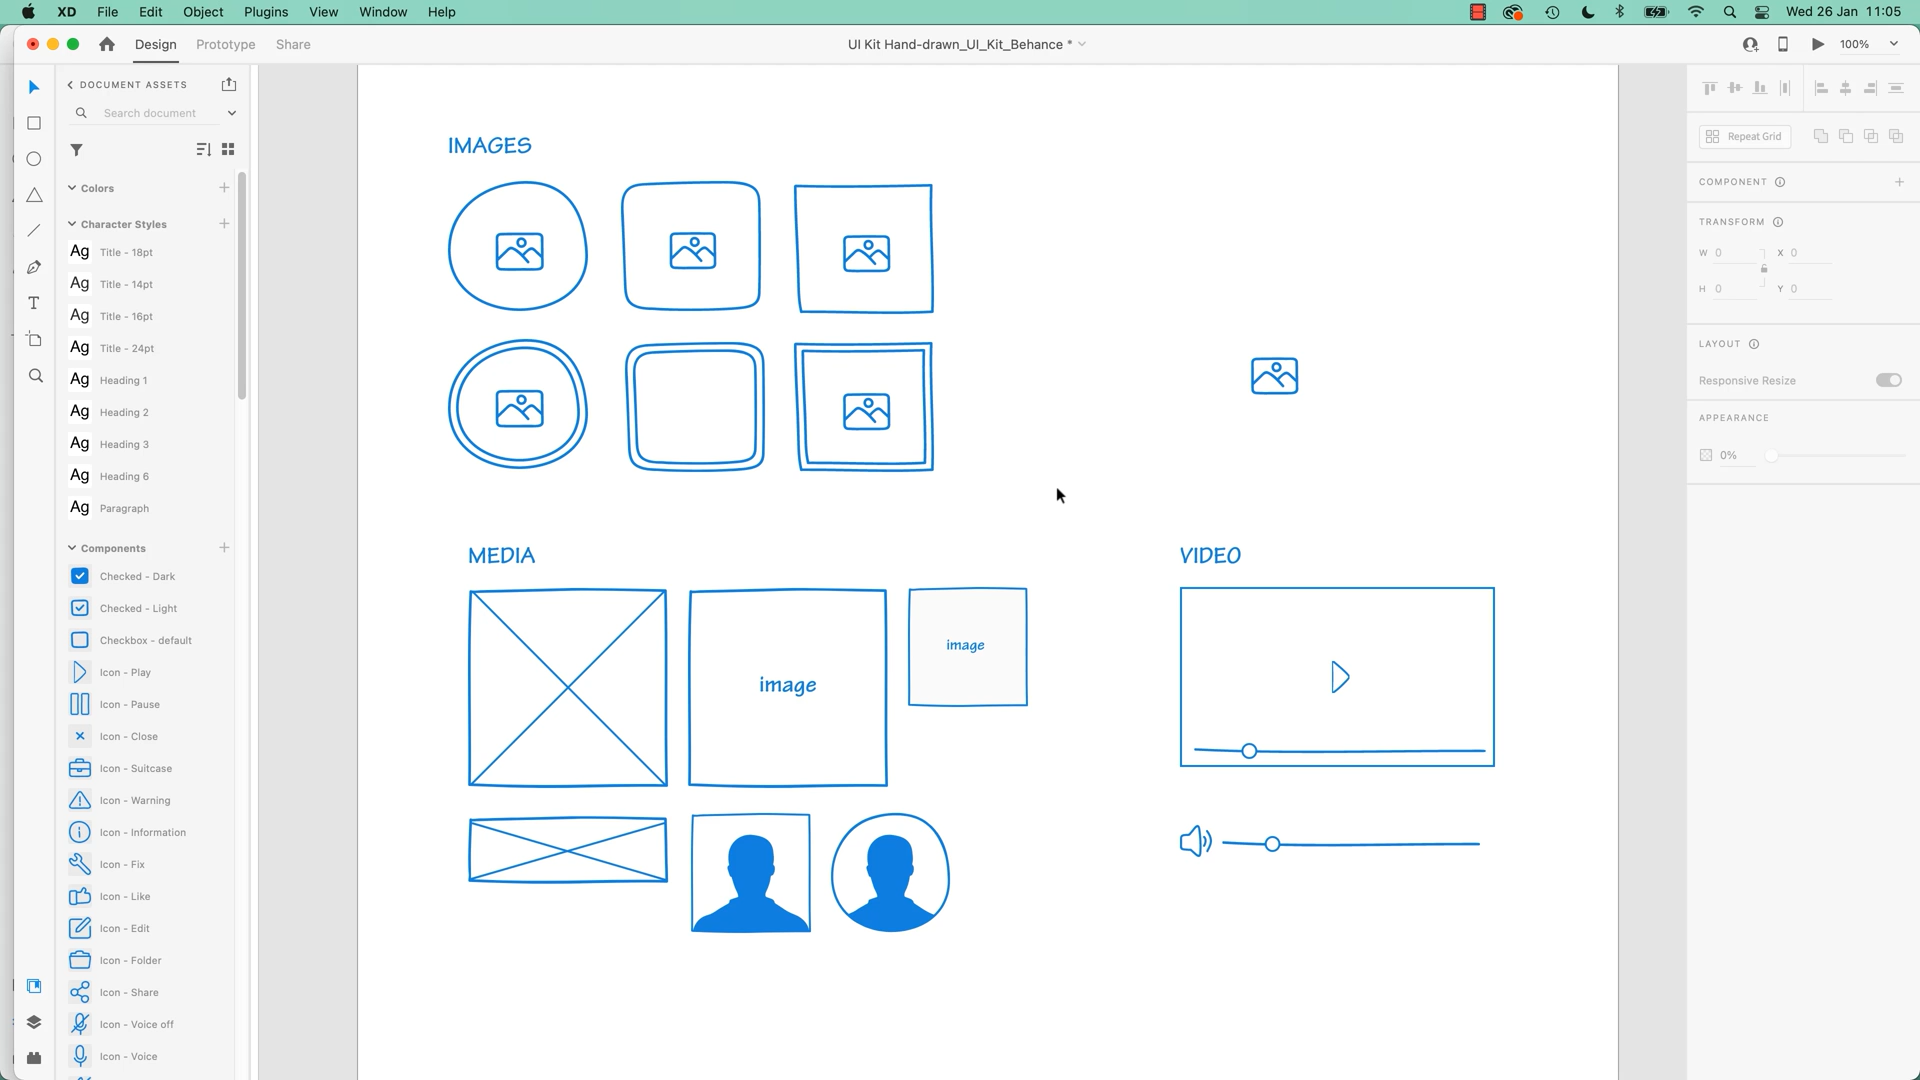 XD File Edit Object Plugins View Window Help Wed 26 Jan 11:05
Design Prototype Share UI Kit Hand-drawn_UI_Kit_Behance * 100%
DOCUMENT ASSETS
Search document
Colors
Character Styles
Ag Title - 18pt
Ag Title - 14pt
Ag Title - 16pt
Ag Title - 24pt
Ag Heading 1
Ag Heading 2
Ag Heading 3
Ag Heading 6
Ag Paragraph
Components
Checked - Dark
Checked - Light
Checkbox - default
Icon - Play
Icon - Pause
Icon - Close
Icon - Suitcase
Icon - Warning
Icon - Information
Icon - Fix
Icon - Like
Icon - Edit
Icon - Folder
Icon - Share
Icon - Voice off
Icon - Voice
IMAGES
MEDIA
VIDEO
image
image
Repeat Grid
COMPONENT
TRANSFORM
W 0 X 0
H 0 Y 0
LAYOUT
Responsive Resize
APPEARANCE
0%